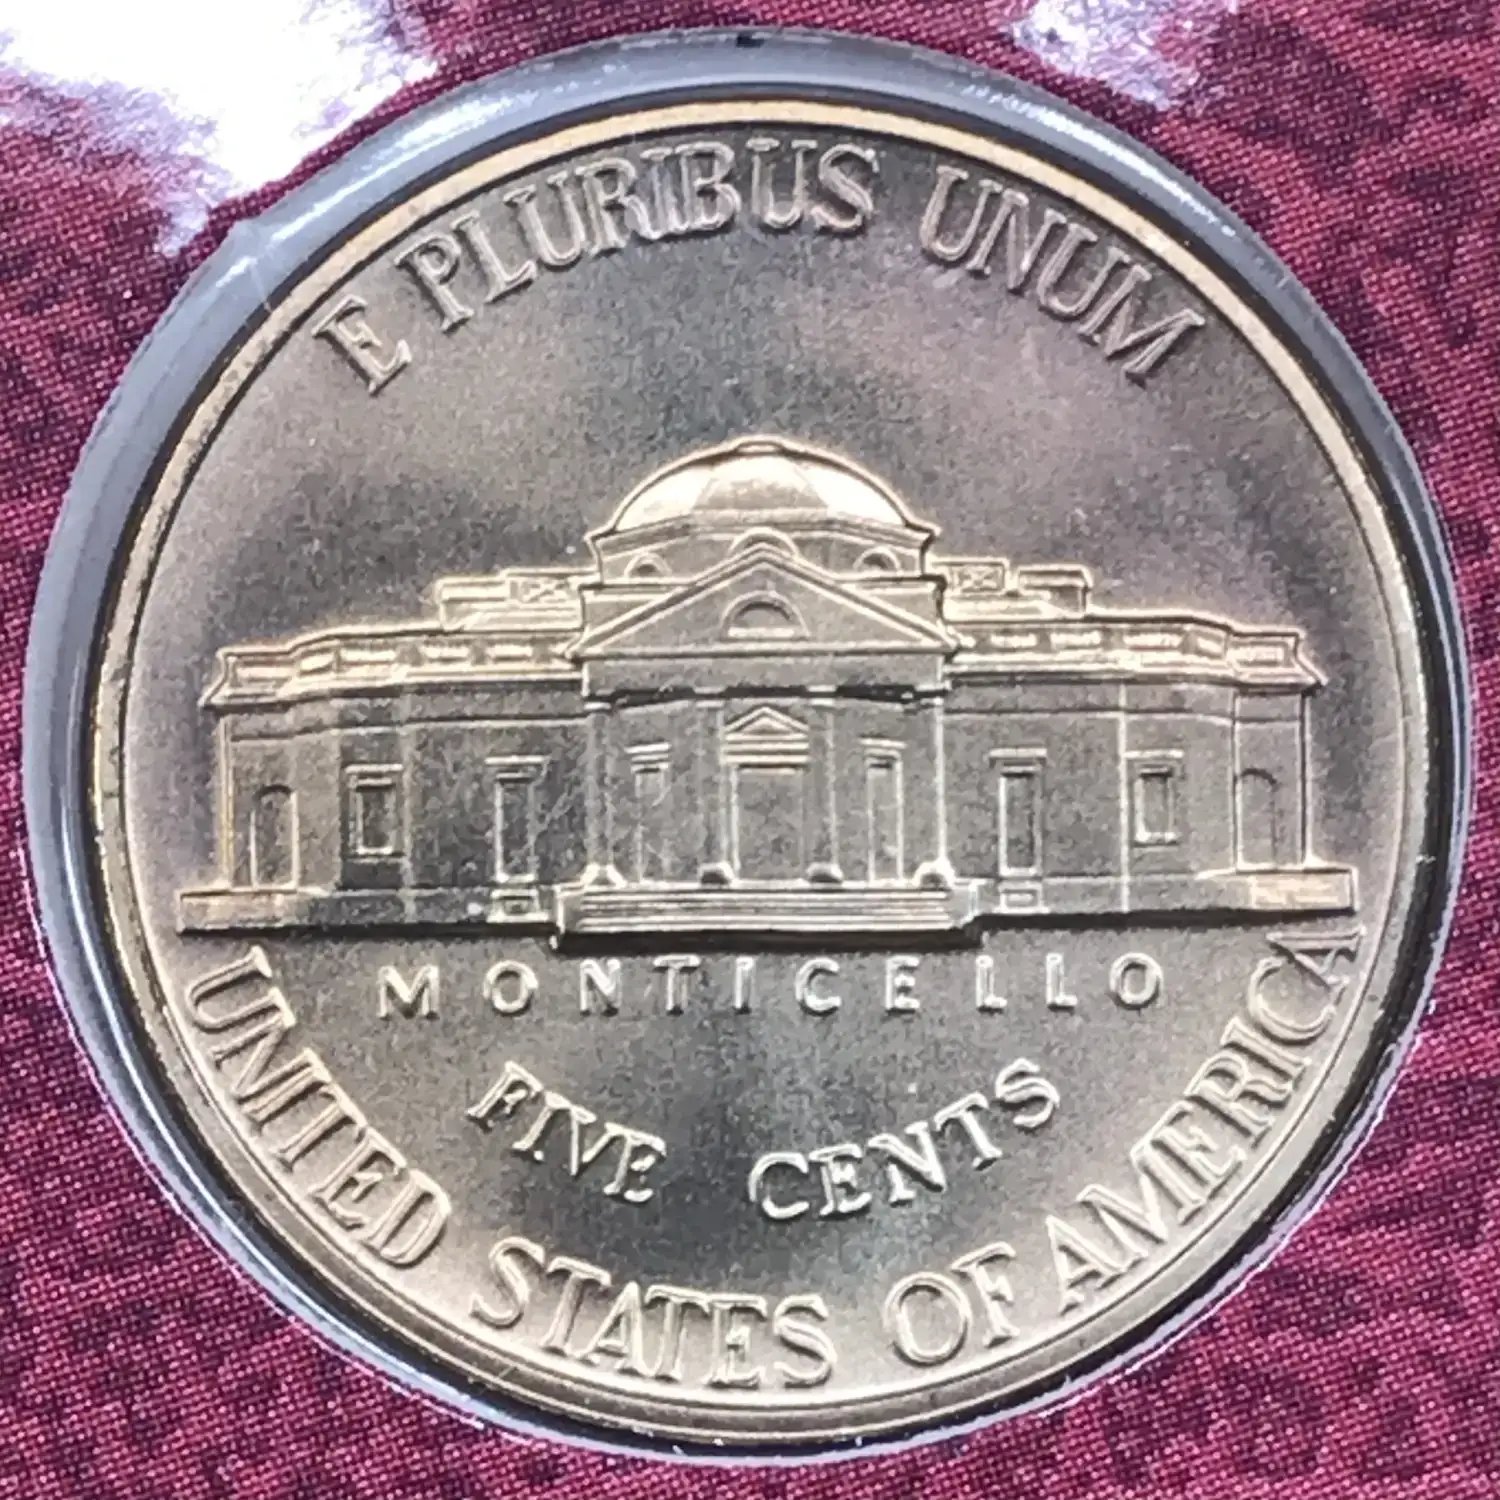 E PLURIBUS UNUM
MONTICELLO
FIVE CENTS
UNITED STATES OF AMERICA